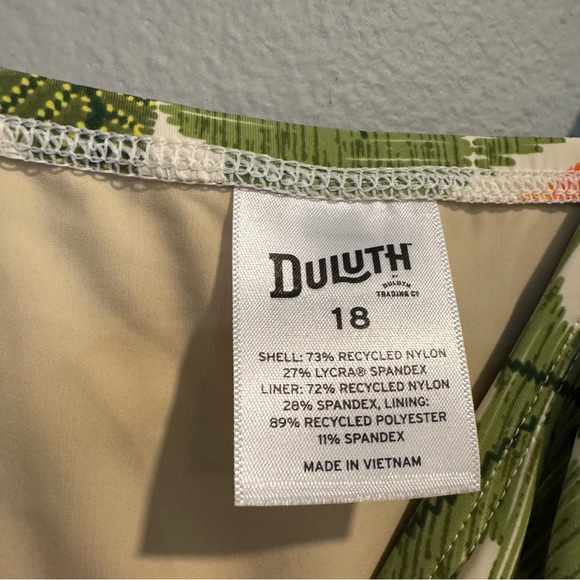 DULUTH
BY
DULUTH
TRADING CO
18
SHELL: 73% RECYCLED NYLON
27% LYCRA® SPANDEX
LINER: 72% RECYCLED NYLON
28% SPANDEX, LINING:
89% RECYCLED POLYESTER
11% SPANDEX
MADE IN VIETNAM